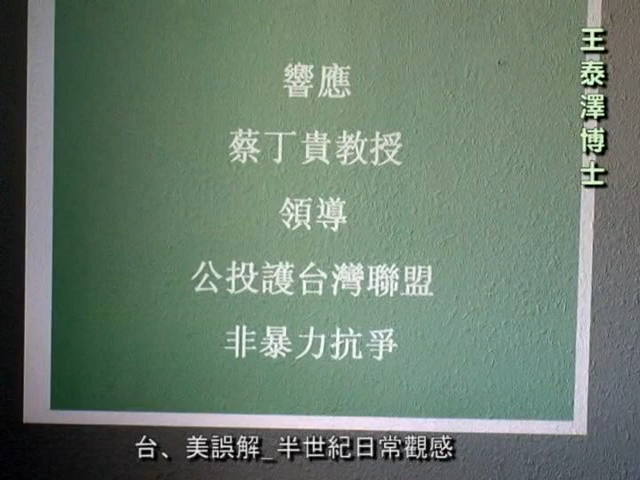 響應
蔡丁貴教授
領導
公投護台灣聯盟
非暴力抗爭
王泰澤博士
台、美誤解_半世紀日常觀感